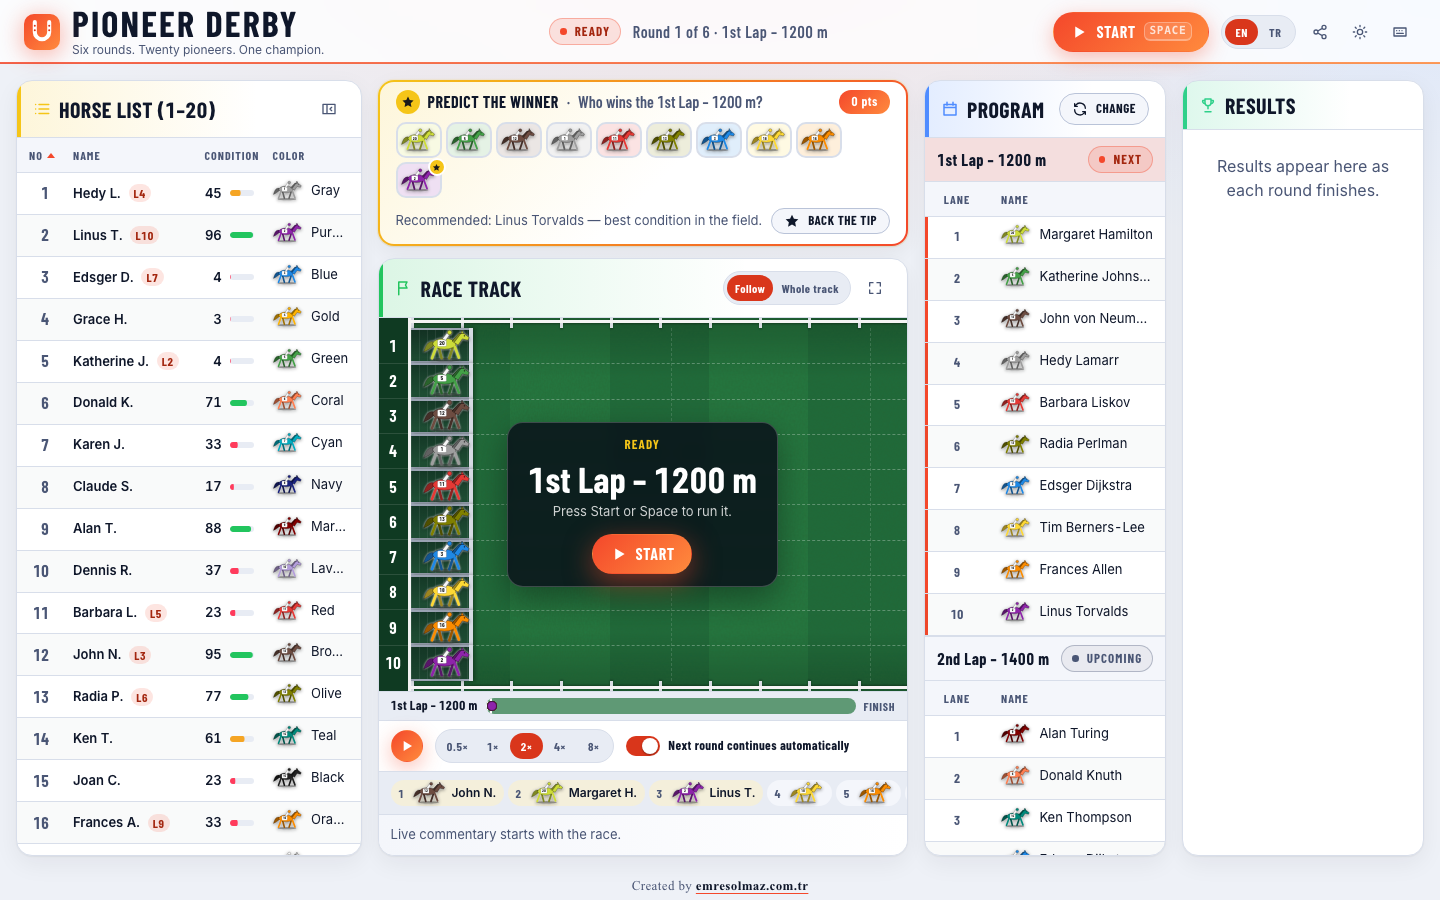 PIONEER DERBY
Six rounds. Twenty pioneers. One champion.
READY
Round 1 of 6 · 1st Lap – 1200 m
START SPACE
EN TR
HORSE LIST (1–20)
NO NAME CONDITION COLOR
1 Hedy L. L4 45 Gray
2 Linus T. L10 96 Pur...
3 Edsger D. L7 4 Blue
4 Grace H. 3 Gold
5 Katherine J. L2 4 Green
6 Donald K. 71 Coral
7 Karen J. 33 Cyan
8 Claude S. 17 Navy
9 Alan T. 88 Mar...
10 Dennis R. 37 Lav...
11 Barbara L. L5 23 Red
12 John N. L3 95 Bro...
13 Radia P. L6 77 Olive
14 Ken T. 61 Teal
15 Joan C. 23 Black
16 Frances A. L9 33 Ora...
PREDICT THE WINNER · Who wins the 1st Lap – 1200 m?
0 pts
Recommended: Linus Torvalds — best condition in the field.
BACK THE TIP
RACE TRACK
Follow Whole track
1
2
3
4
5
6
7
8
9
10
READY
1st Lap – 1200 m
Press Start or Space to run it.
START
1st Lap – 1200 m FINISH
0.5× 1× 2× 4× 8×
Next round continues automatically
1 John N. 2 Margaret H. 3 Linus T. 4 5
Live commentary starts with the race.
PROGRAM
CHANGE
1st Lap – 1200 m NEXT
LANE NAME
1 Margaret Hamilton
2 Katherine Johns...
3 John von Neum...
4 Hedy Lamarr
5 Barbara Liskov
6 Radia Perlman
7 Edsger Dijkstra
8 Tim Berners-Lee
9 Frances Allen
10 Linus Torvalds
2nd Lap – 1400 m UPCOMING
LANE NAME
1 Alan Turing
2 Donald Knuth
3 Ken Thompson
RESULTS
Results appear here as
each round finishes.
Created by emresolmaz.com.tr